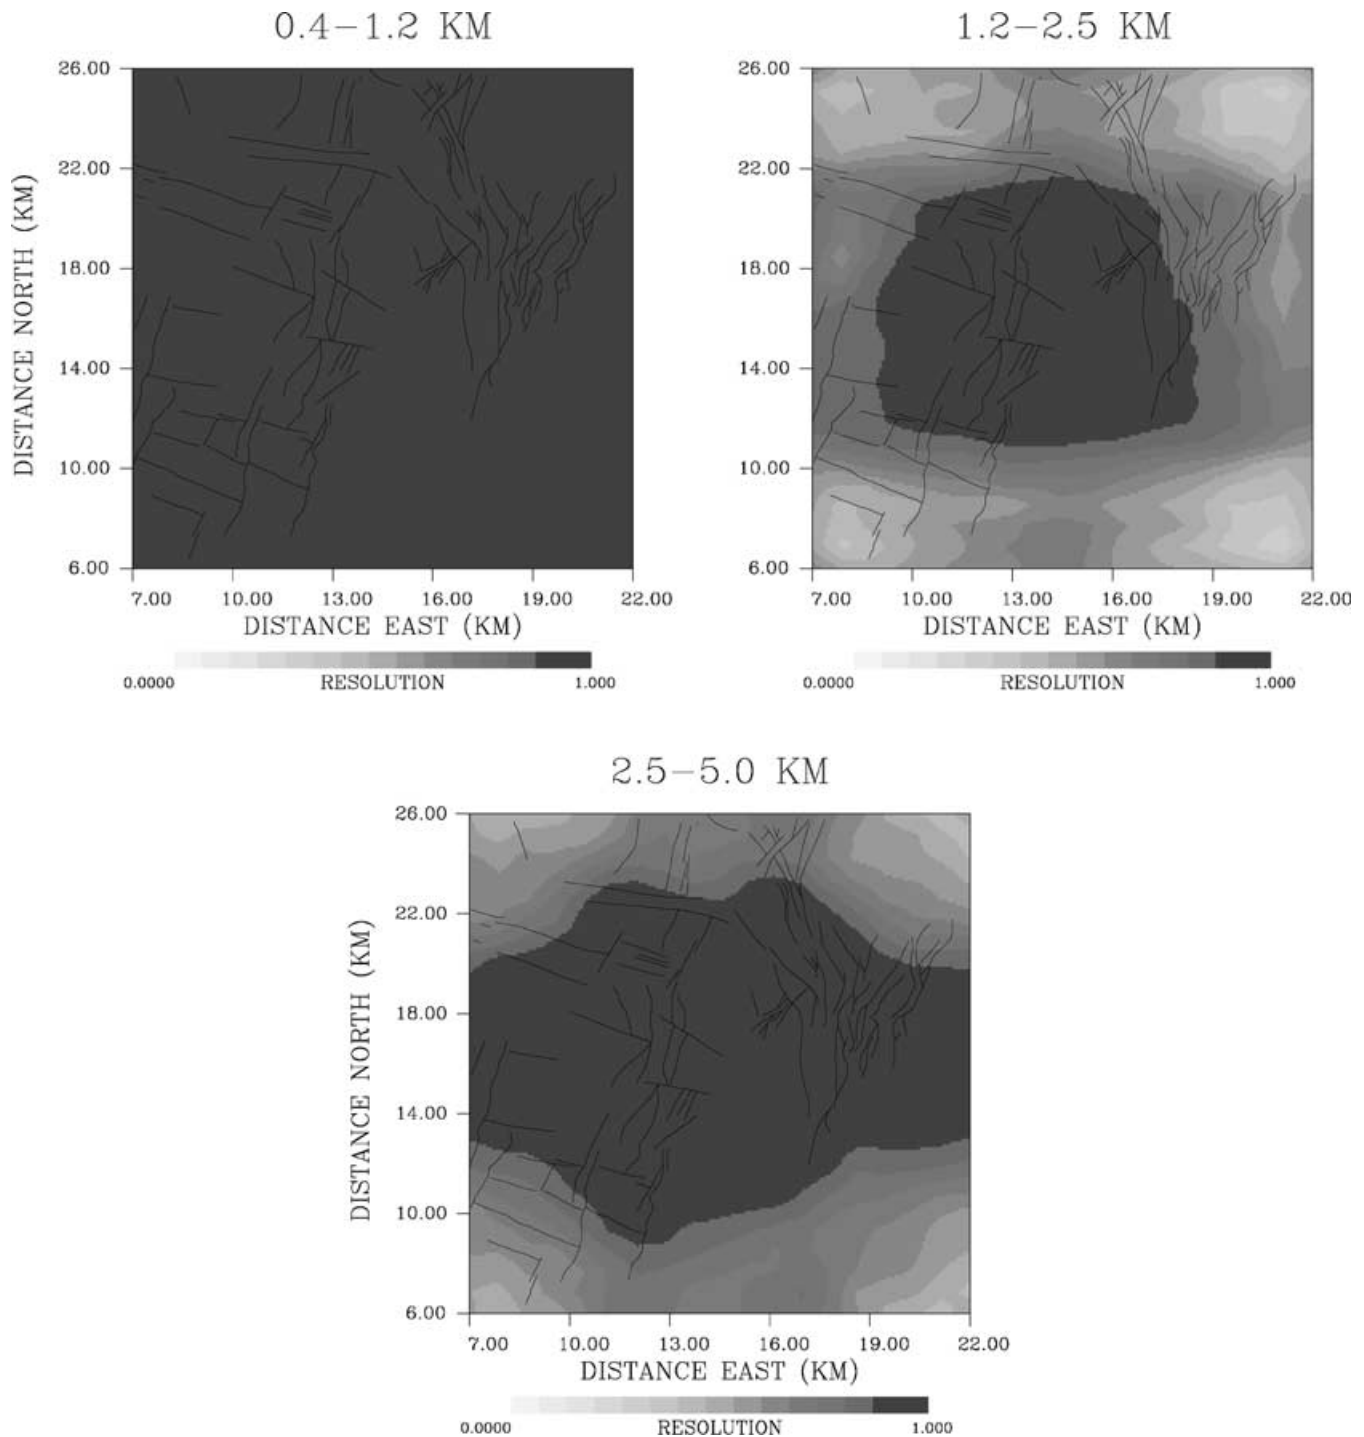 0.4–1.2 KM
26.00
22.00
18.00
14.00
10.00
6.00
DISTANCE NORTH (KM)
7.00 10.00 13.00 16.00 19.00 22.00
DISTANCE EAST (KM)
0.0000 RESOLUTION 1.000
1.2–2.5 KM
26.00
22.00
18.00
14.00
10.00
6.00
DISTANCE NORTH (KM)
7.00 10.00 13.00 16.00 19.00 22.00
DISTANCE EAST (KM)
0.0000 RESOLUTION 1.000
2.5–5.0 KM
26.00
22.00
18.00
14.00
10.00
6.00
DISTANCE NORTH (KM)
7.00 10.00 13.00 16.00 19.00 22.00
DISTANCE EAST (KM)
0.0000 RESOLUTION 1.000